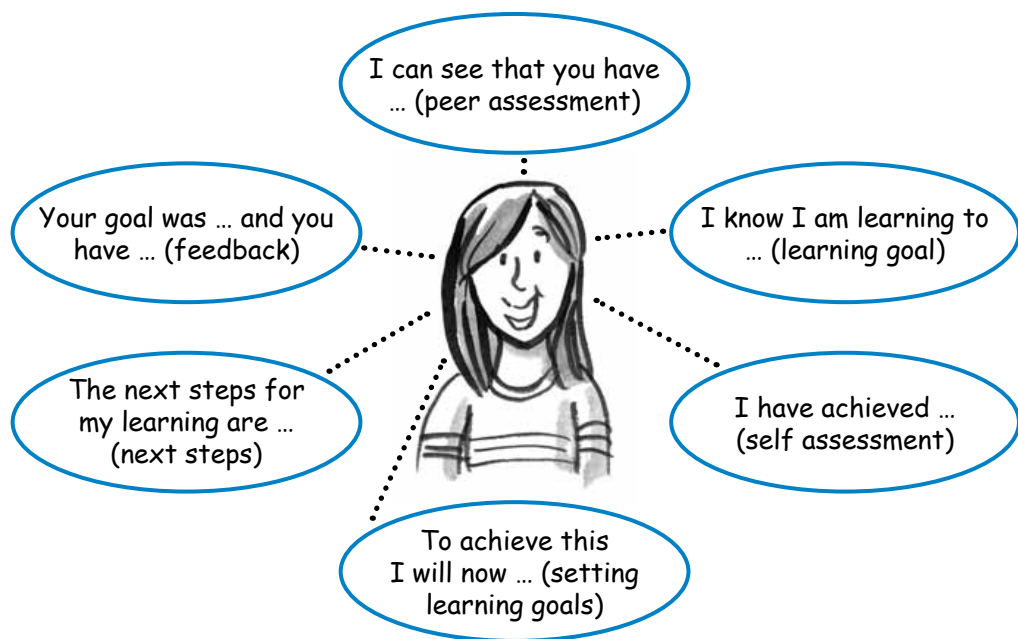 I can see that you have
… (peer assessment)
Your goal was … and you
have … (feedback)
I know I am learning to
… (learning goal)
The next steps for
my learning are …
(next steps)
I have achieved …
(self assessment)
To achieve this
I will now … (setting
learning goals)